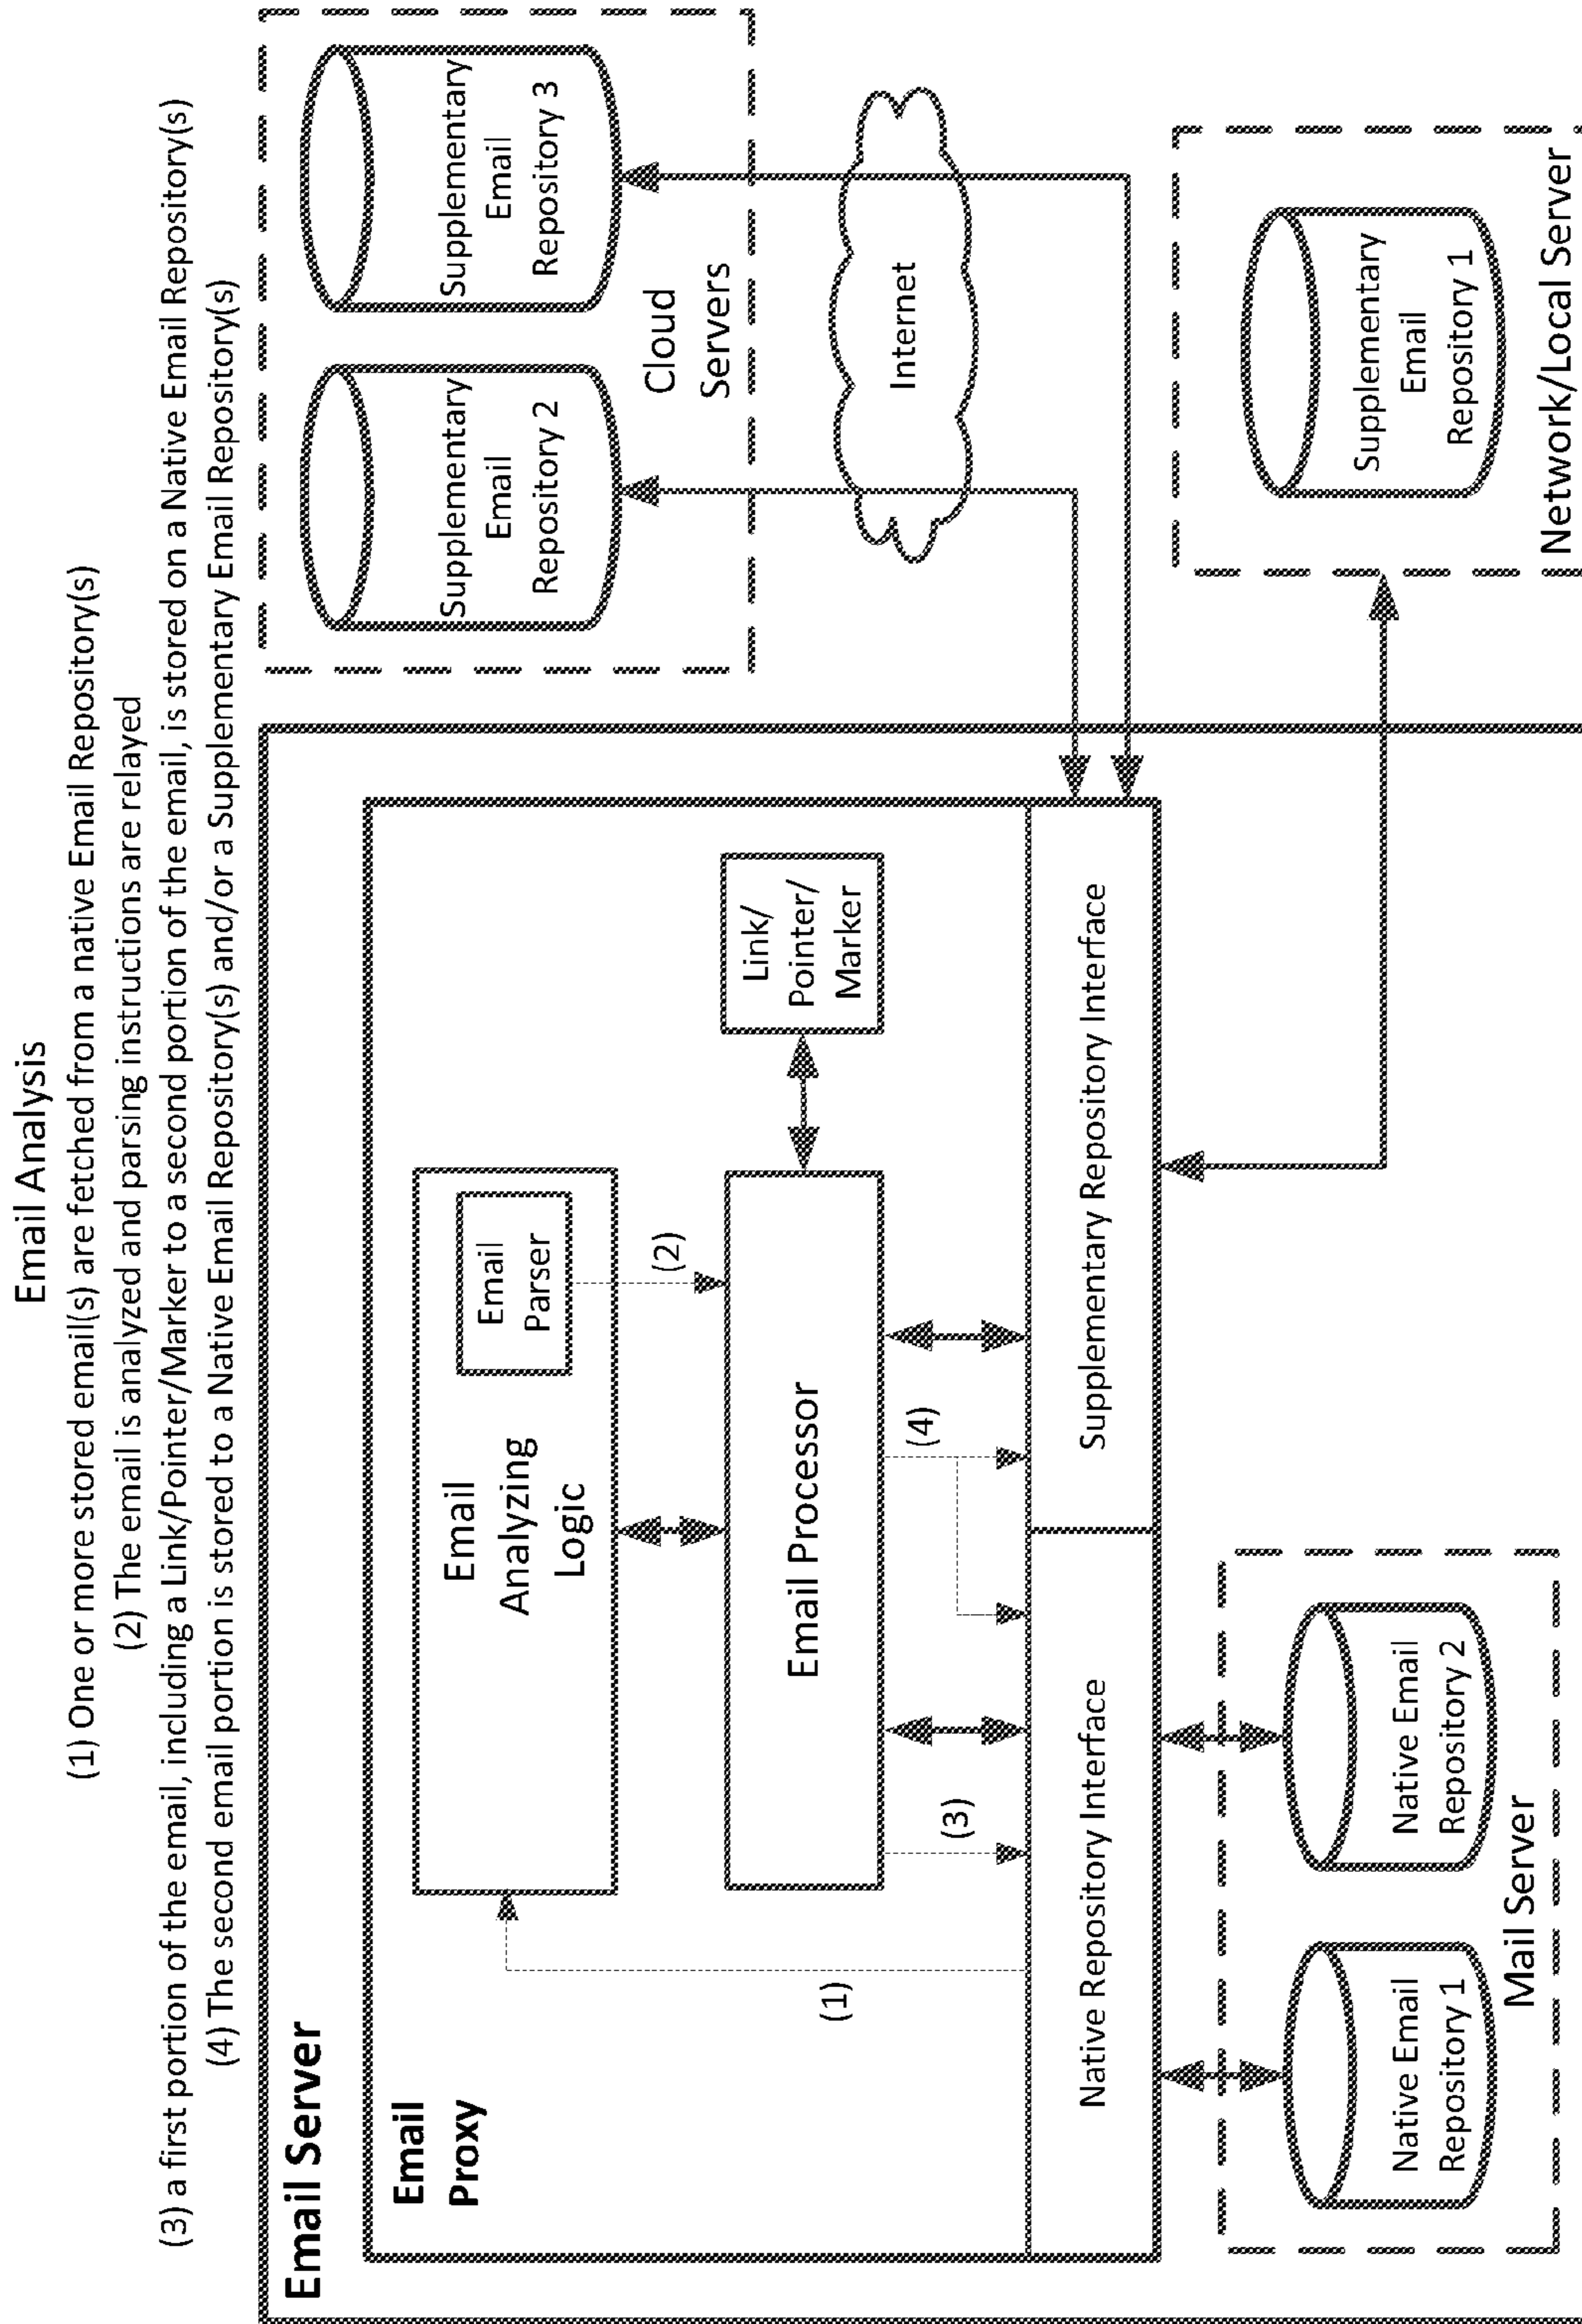 Email Analysis
(1) One or more stored email(s) are fetched from a native Email Repository(s)
(2) The email is analyzed and parsing instructions are relayed
(3) a first portion of the email, including a Link/Pointer/Marker to a second portion of the email, is stored on a Native Email Repository(s)
(4) The second email portion is stored to a Native Email Repository(s) and/or a Supplementary Email Repository(s)
Email Server
Email
Proxy
Email
Analyzing
Logic
Email
Parser
(1)
(2)
Email Processor
Link/
Pointer/
Marker
(3)
(4)
Native Repository Interface
Supplementary Repository Interface
Native Email
Repository 1
Native Email
Repository 2
Mail Server
Supplementary
Email
Repository 2
Supplementary
Email
Repository 3
Cloud
Servers
Internet
Supplementary
Email
Repository 1
Network/Local Server